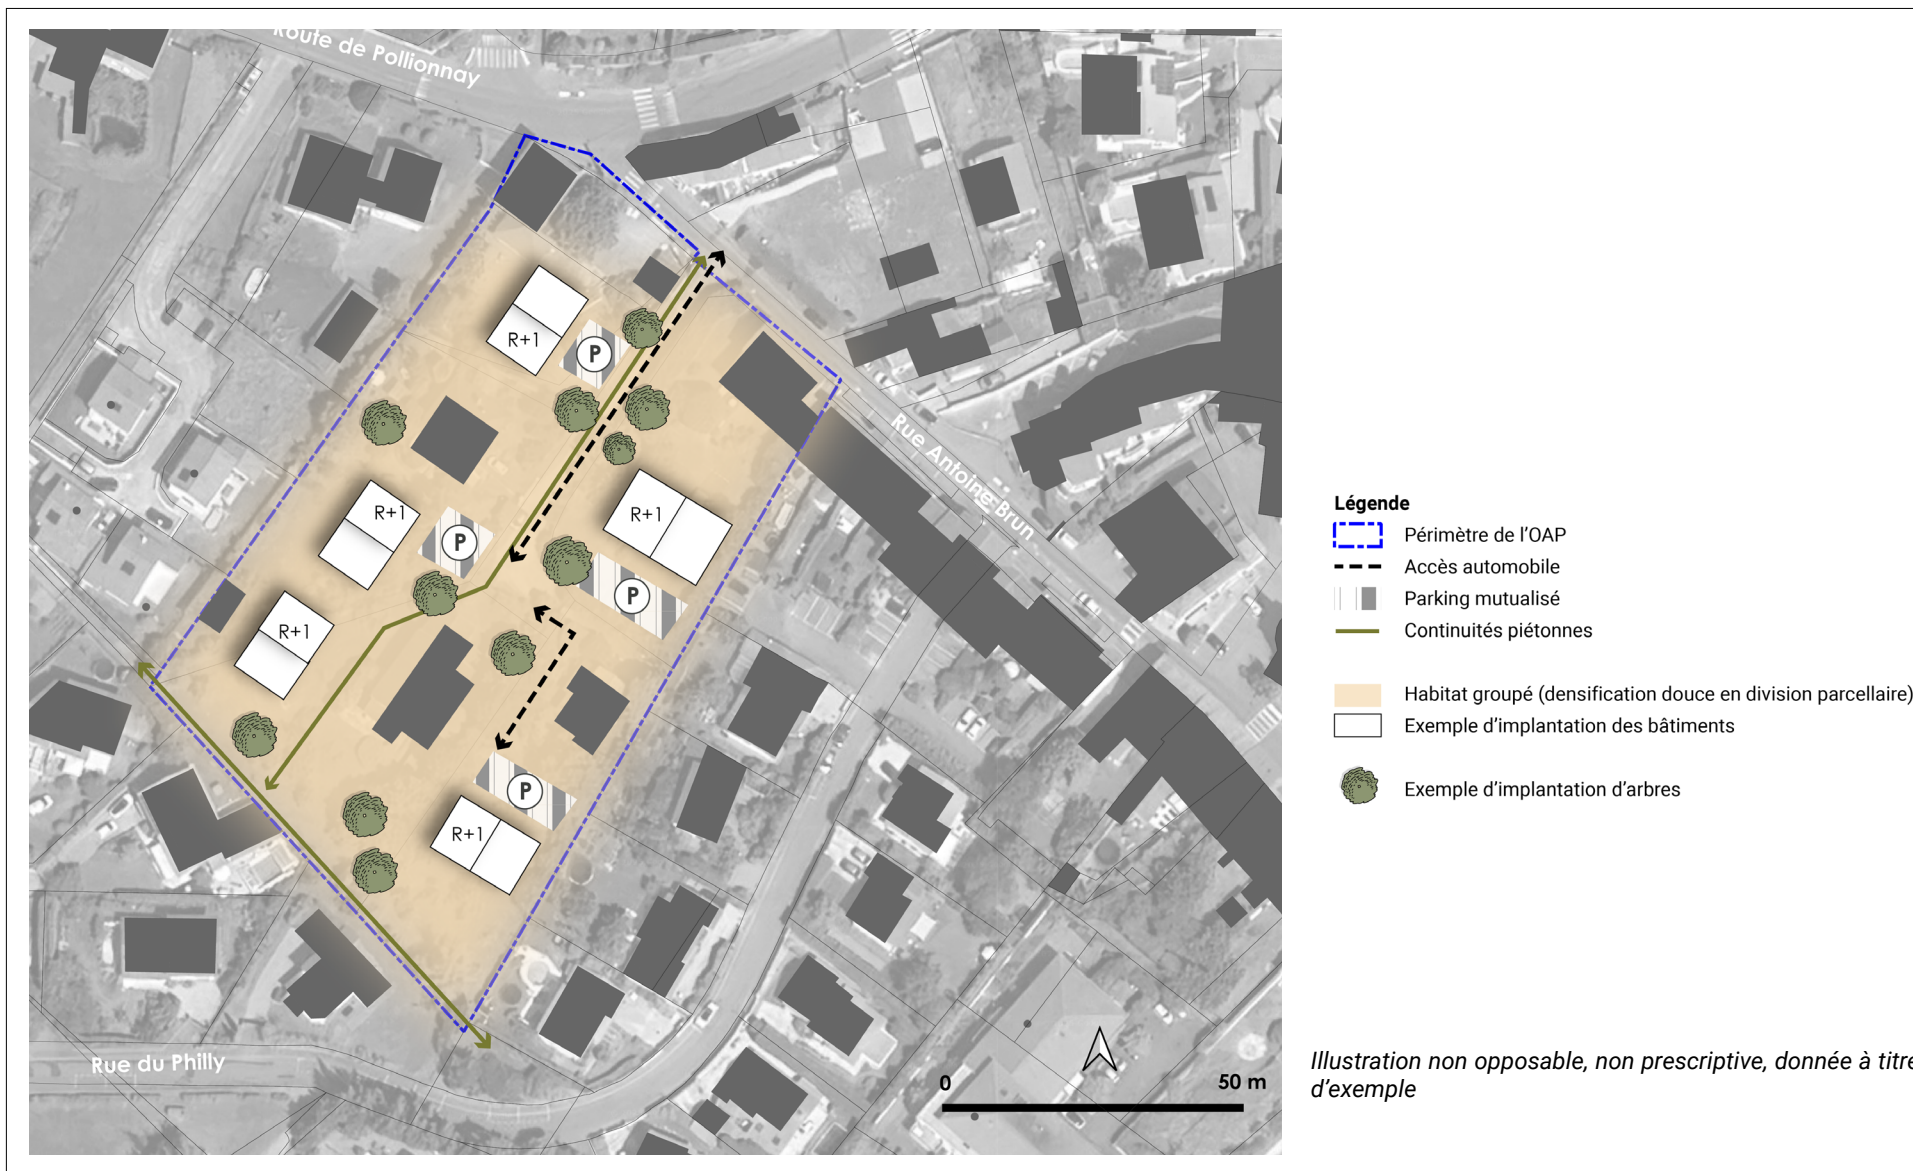 Route de Pollionnay
R+1
P
R+1
R+1
P
P
R+1
P
R+1
Rue Antoine Brun
Rue du Philly
0
50 m
Légende
Périmètre de l'OAP
Accès automobile
Parking mutualisé
Continuités piétonnes
Habitat groupé (densification douce en division parcellaire)
Exemple d'implantation des bâtiments
Exemple d'implantation d'arbres
Illustration non opposable, non prescriptive, donnée à titre
d'exemple